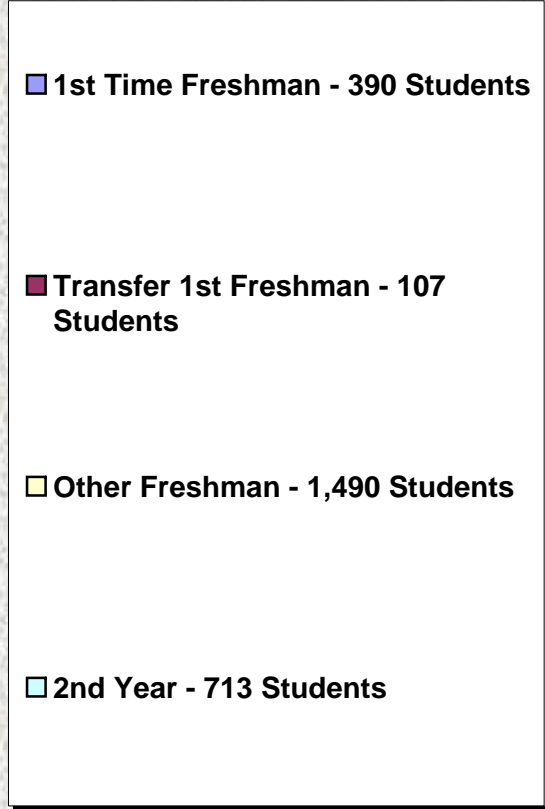 1st Time Freshman - 390 Students
Transfer 1st Freshman - 107
Students
Other Freshman - 1,490 Students
2nd Year - 713 Students